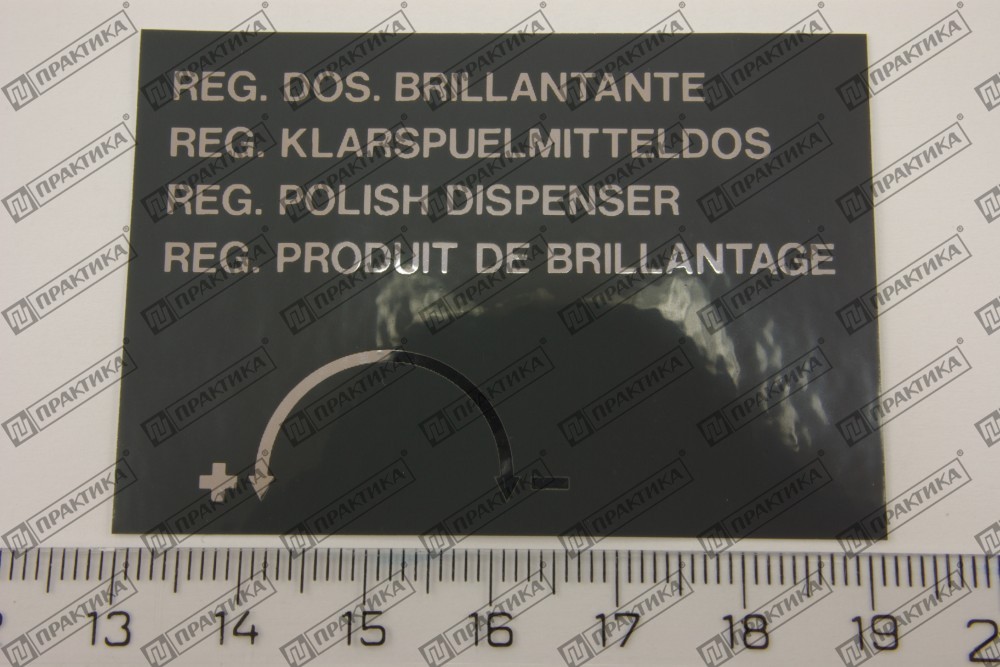 REG. DOS. BRILLANTANTE
REG. KLARSPUELMITTELDOS
REG. POLISH DISPENSER
REG. PRODUIT DE BRILLANTAGE
+ −
13 14 15 16 17 18 19
ПРАКТИКА